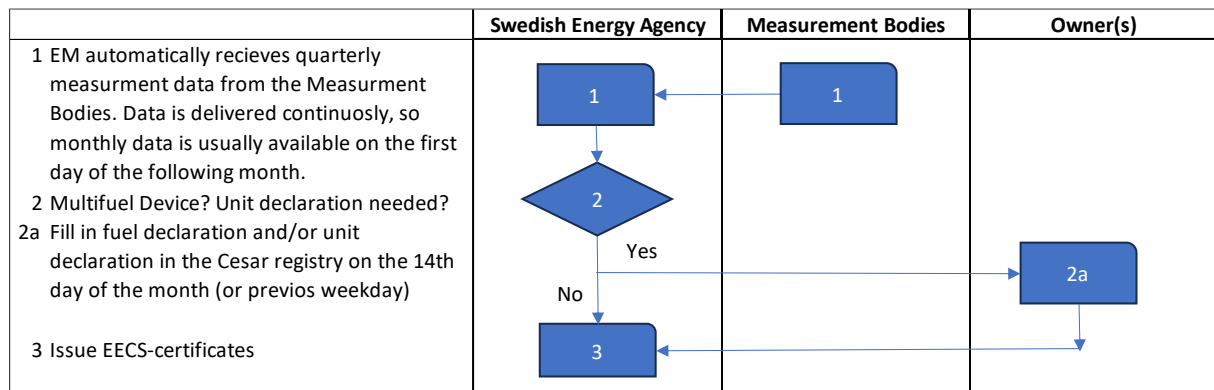 Swedish Energy Agency Measurement Bodies Owner(s)
1 EM automatically recieves quarterly
measurment data from the Measurment
Bodies. Data is delivered continuosly, so
monthly data is usually available on the first
day of the following month.
1 1
2 Multifuel Device? Unit declaration needed?
2
2a Fill in fuel declaration and/or unit
declaration in the Cesar registry on the 14th
day of the month (or previos weekday)
Yes
2a
No
3 Issue EECS-certificates
3